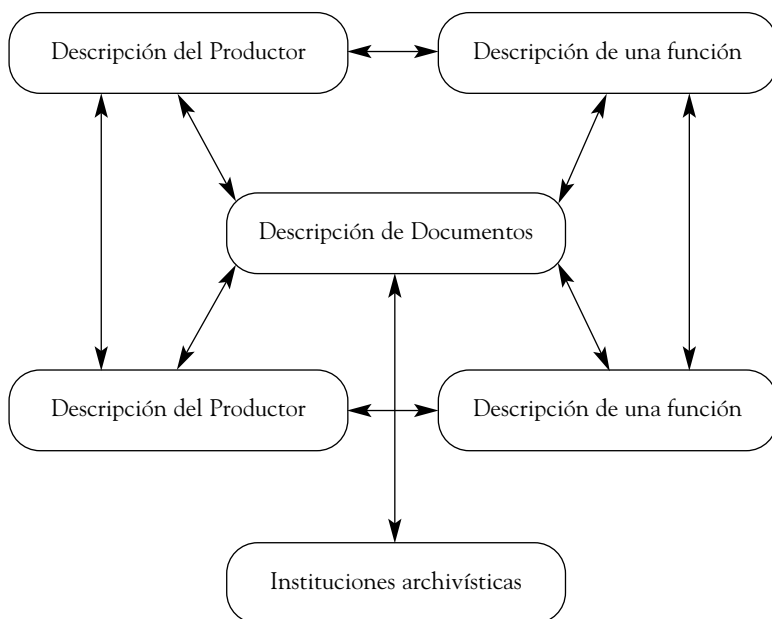 Descripción del Productor
Descripción de una función
Descripción de Documentos
Descripción del Productor
Descripción de una función
Instituciones archivísticas